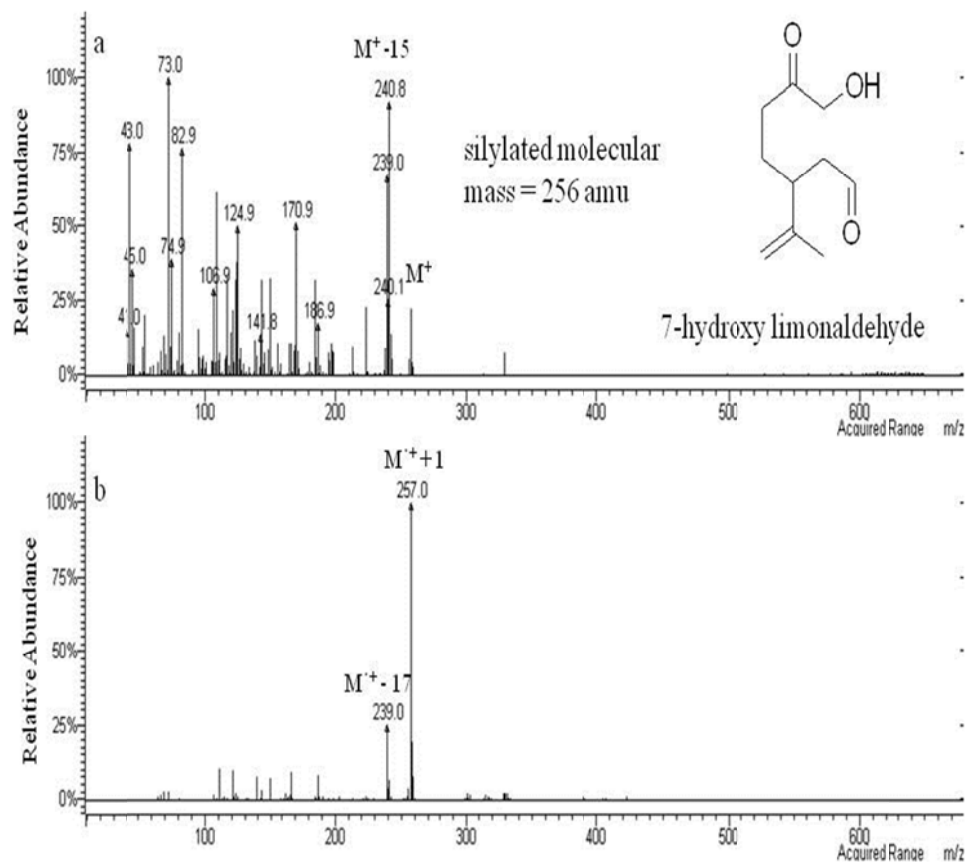 a
M⁺-15
O
OH
O
silylated molecular
mass = 256 amu
7-hydroxy limonaldehyde
Relative Abundance
100%
75%
50%
25%
0%
73.0
43.0
82.9
45.0
74.9
106.9
124.9
141.8
170.9
186.9
240.8
239.0
240.1
M⁺
100 200 300 400 500 600
Acquired Range m/z
b
M·⁺+1
257.0
M·⁺- 17
239.0
Relative Abundance
100%
75%
50%
25%
0%
100 200 300 400 500 600
Acquired Range m/z